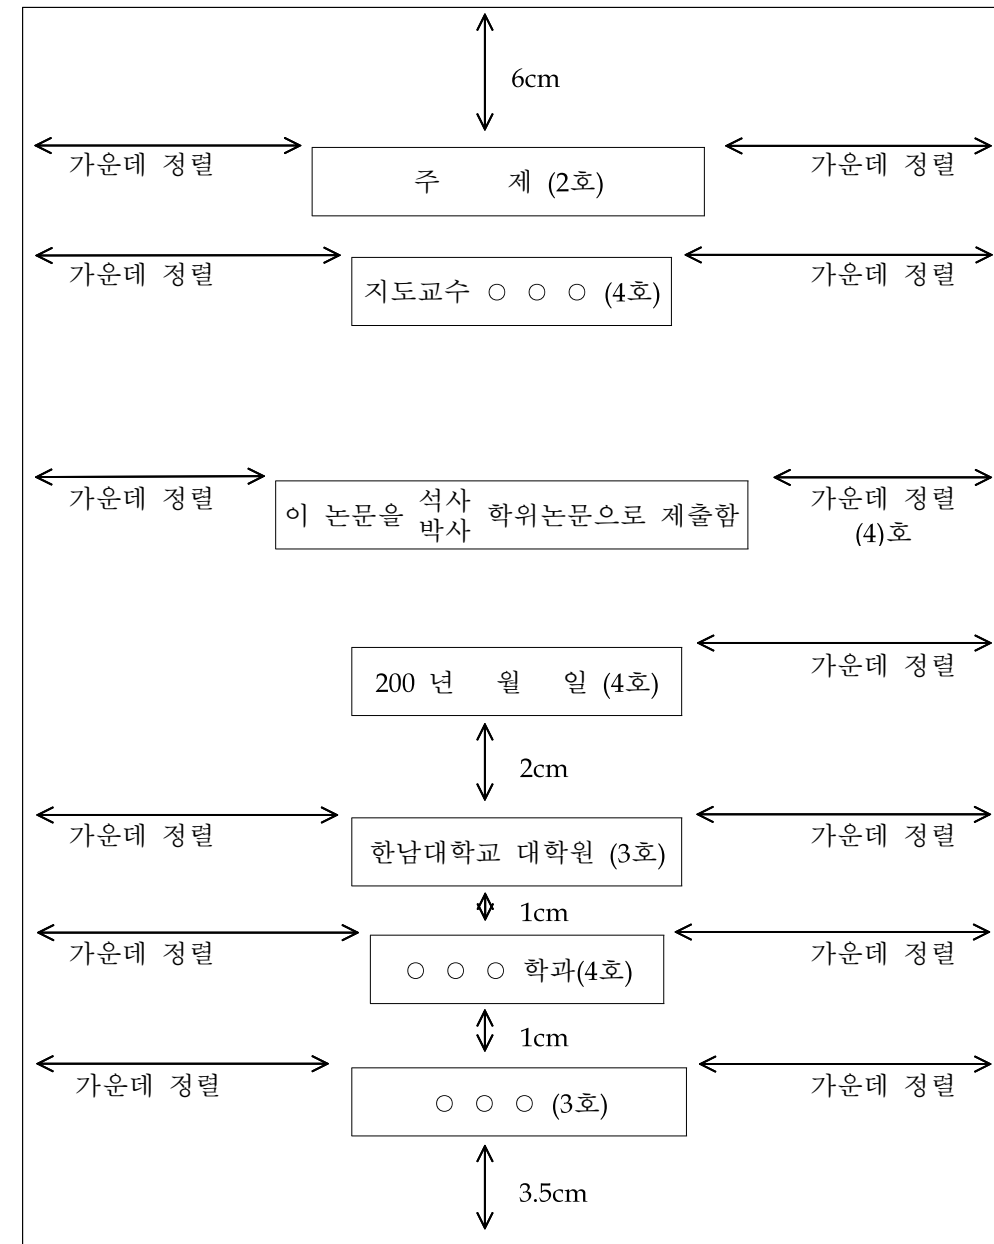 6cm
가운데 정렬 가운데 정렬
주 제 (2호)
가운데 정렬 가운데 정렬
지도교수 ○ ○ ○ (4호)
가운데 정렬 가운데 정렬
이 논문을 석사 학위논문으로 제출함
박사
(4)호
가운데 정렬
200 년 월 일 (4호)
2cm
가운데 정렬 가운데 정렬
한남대학교 대학원 (3호)
1cm
가운데 정렬 가운데 정렬
○ ○ ○ 학과(4호)
1cm
가운데 정렬 가운데 정렬
○ ○ ○ (3호)
3.5cm